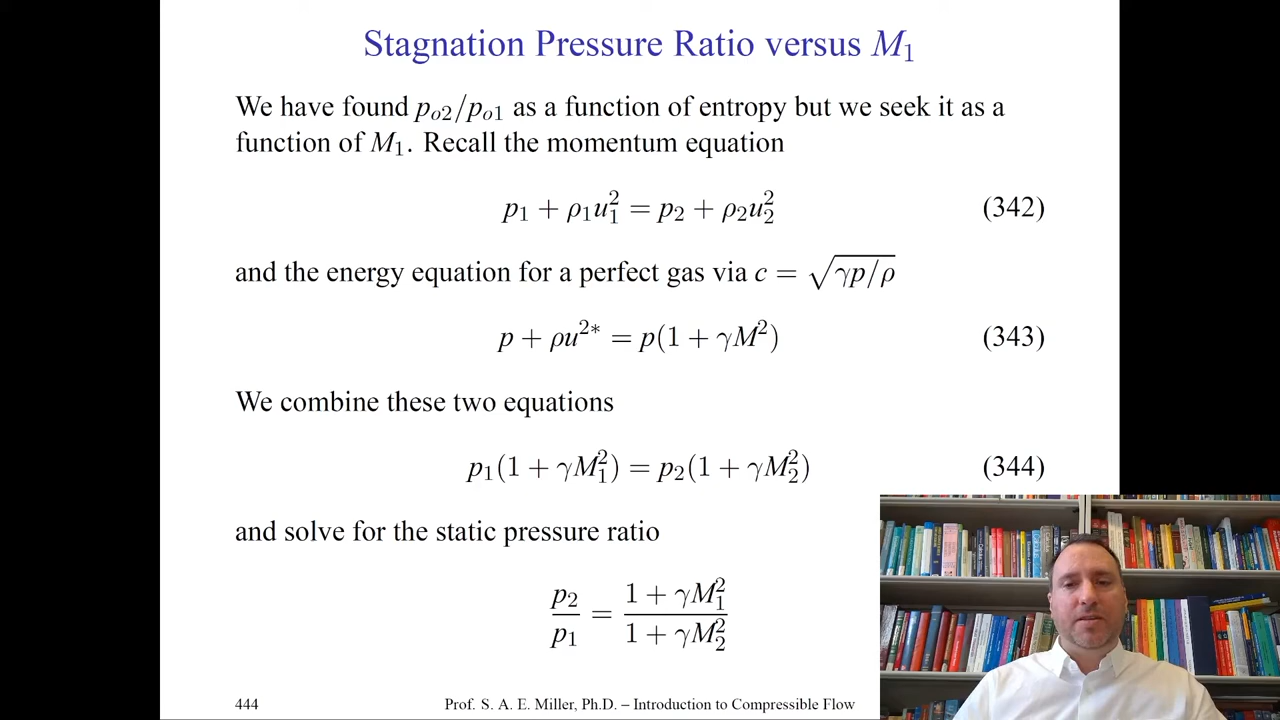 Stagnation Pressure Ratio versus M₁
We have found pₒ₂/pₒ₁ as a function of entropy but we seek it as a
function of M₁. Recall the momentum equation
p₁ + ρ₁u₁² = p₂ + ρ₂u₂² (342)
and the energy equation for a perfect gas via c = √(γp/ρ)
p + ρu²* = p(1 + γM²) (343)
We combine these two equations
p₁(1 + γM₁²) = p₂(1 + γM₂²) (344)
and solve for the static pressure ratio
p₂/p₁ = (1 + γM₁²)/(1 + γM₂²)
444 Prof. S. A. E. Miller, Ph.D. – Introduction to Compressible Flow